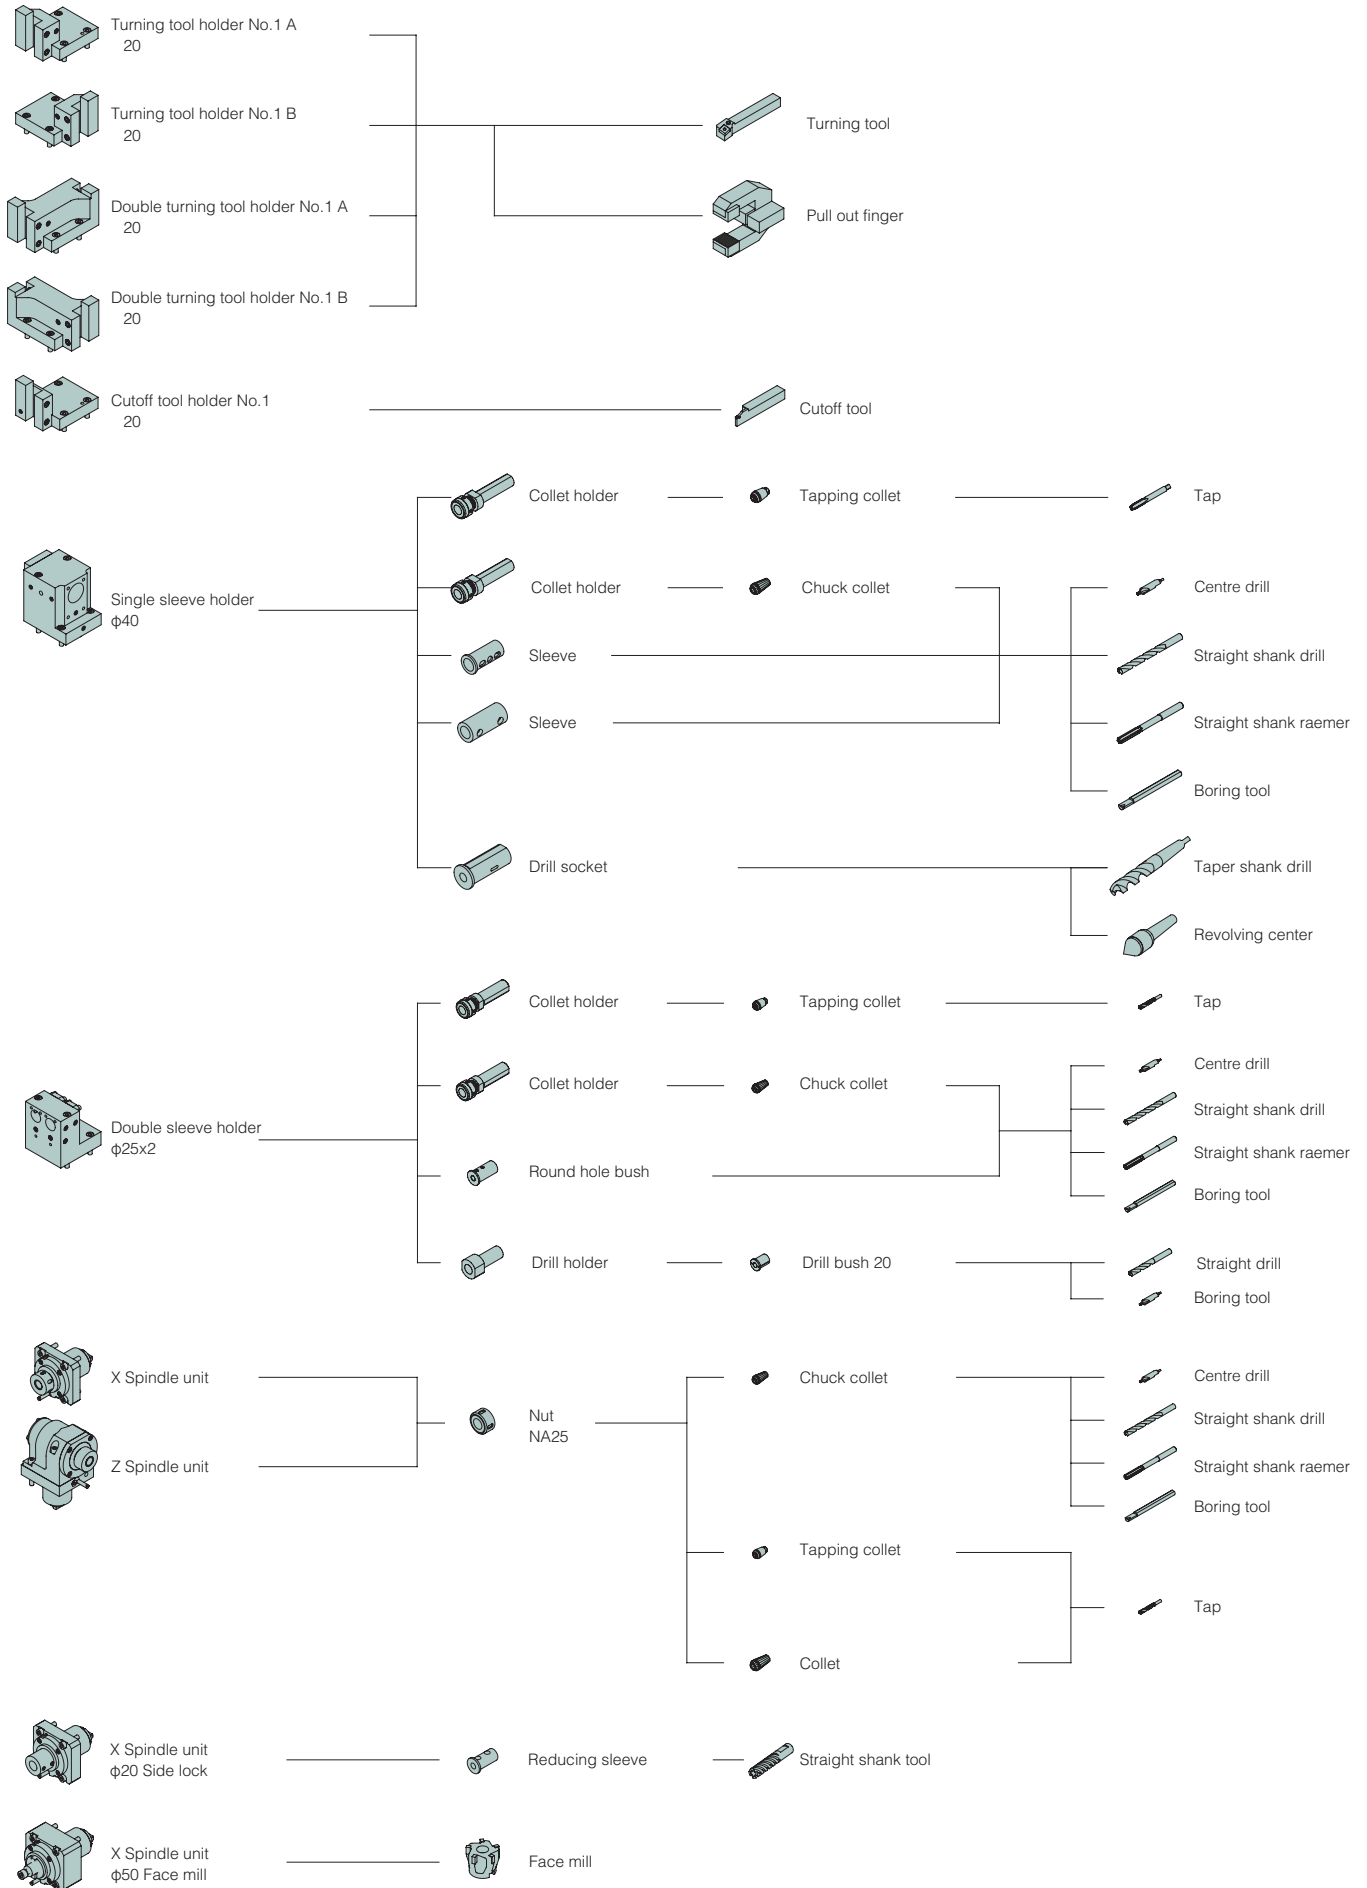 Turning tool holder No.1 A
20
Turning tool holder No.1 B
20
Turning tool
Double turning tool holder No.1 A
20
Pull out finger
Double turning tool holder No.1 B
20
Cutoff tool holder No.1
20
Cutoff tool
Collet holder
Tapping collet
Tap
Single sleeve holder
φ40
Collet holder
Chuck collet
Centre drill
Sleeve
Straight shank drill
Sleeve
Straight shank raemer
Boring tool
Drill socket
Taper shank drill
Revolving center
Collet holder
Tapping collet
Tap
Centre drill
Collet holder
Chuck collet
Straight shank drill
Double sleeve holder
φ25x2
Straight shank raemer
Round hole bush
Boring tool
Drill holder
Drill bush 20
Straight drill
Boring tool
X Spindle unit
Chuck collet
Centre drill
Nut
NA25
Straight shank drill
Z Spindle unit
Straight shank raemer
Boring tool
Tapping collet
Tap
Collet
X Spindle unit
φ20 Side lock
Reducing sleeve
Straight shank tool
X Spindle unit
φ50 Face mill
Face mill